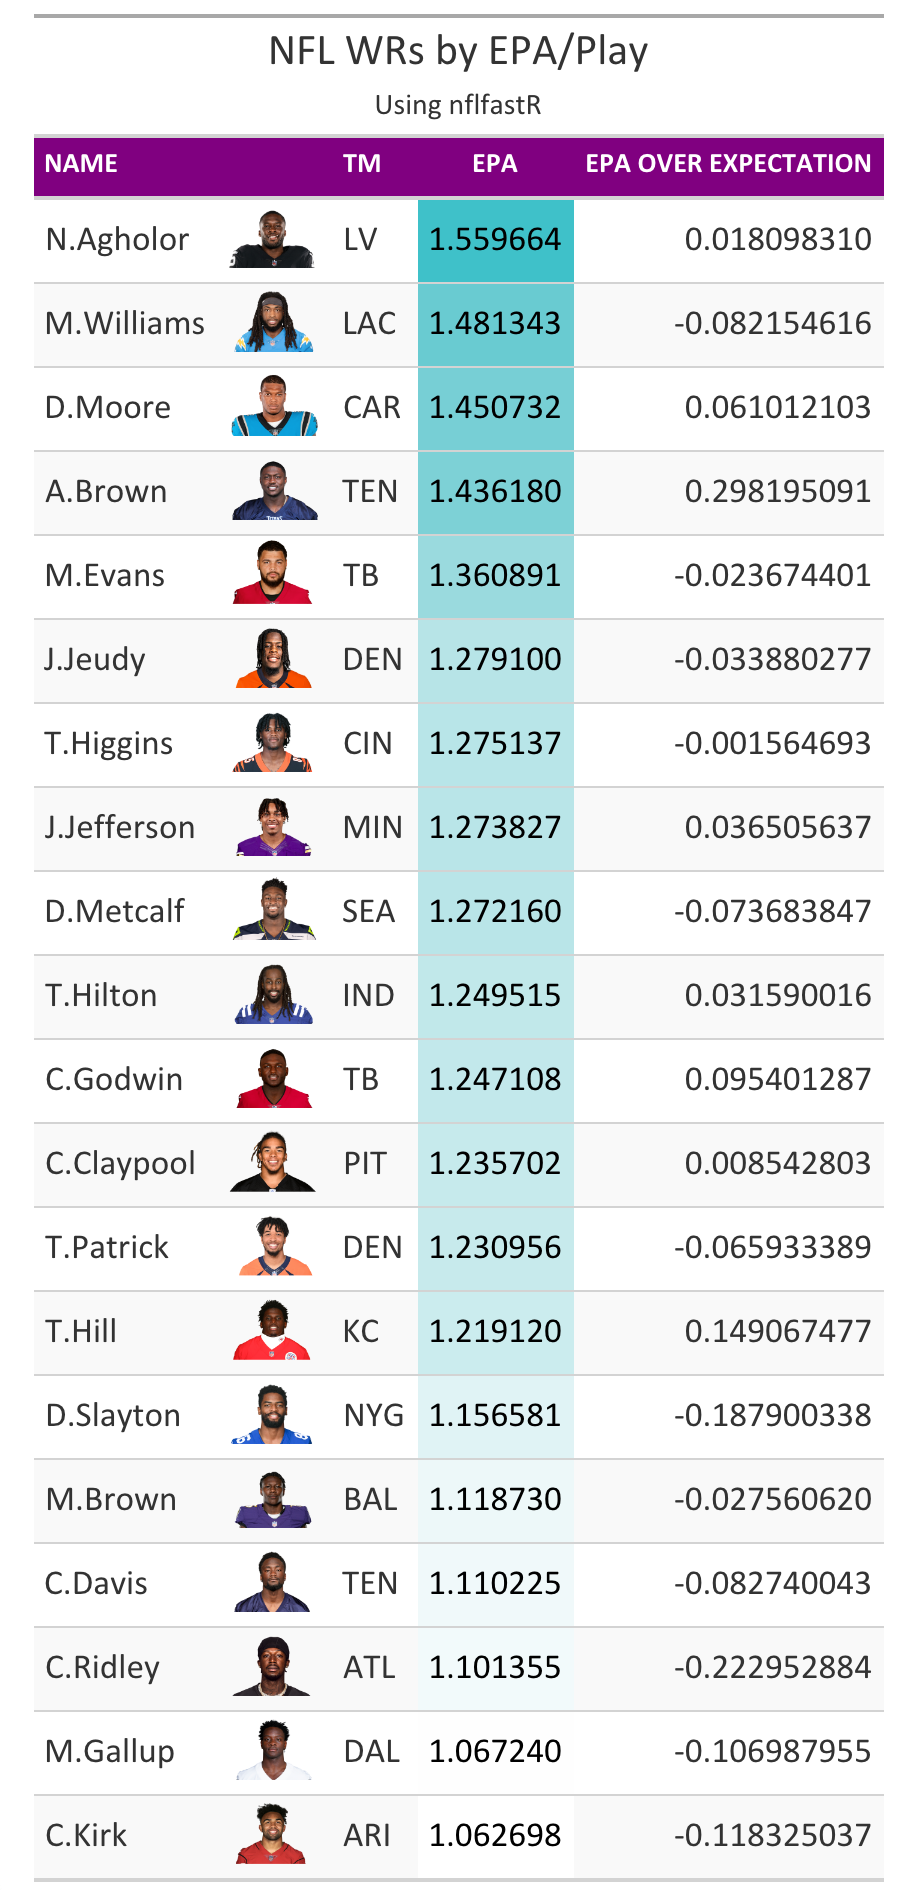 NFL WRs by EPA/Play
Using nflfastR
NAME TM EPA EPA OVER EXPECTATION
N.Agholor LV 1.559664 0.018098310
M.Williams LAC 1.481343 -0.082154616
D.Moore CAR 1.450732 0.061012103
A.Brown TEN 1.436180 0.298195091
M.Evans TB 1.360891 -0.023674401
J.Jeudy DEN 1.279100 -0.033880277
T.Higgins CIN 1.275137 -0.001564693
J.Jefferson MIN 1.273827 0.036505637
D.Metcalf SEA 1.272160 -0.073683847
T.Hilton IND 1.249515 0.031590016
C.Godwin TB 1.247108 0.095401287
C.Claypool PIT 1.235702 0.008542803
T.Patrick DEN 1.230956 -0.065933389
T.Hill KC 1.219120 0.149067477
D.Slayton NYG 1.156581 -0.187900338
M.Brown BAL 1.118730 -0.027560620
C.Davis TEN 1.110225 -0.082740043
C.Ridley ATL 1.101355 -0.222952884
M.Gallup DAL 1.067240 -0.106987955
C.Kirk ARI 1.062698 -0.118325037